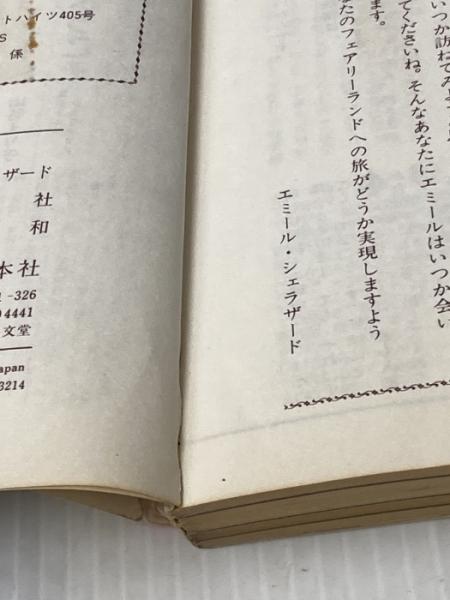 いつか訪ねてみ
てくださいね。そんなあなたにエミールはいつか会い
ます。
たのフェアリーランドへの旅がどうか実現しますよう
エミール・シェラザード
トハイツ405号
S
係
ザード
社
和
本社
-326
4441
文堂
apan
3214